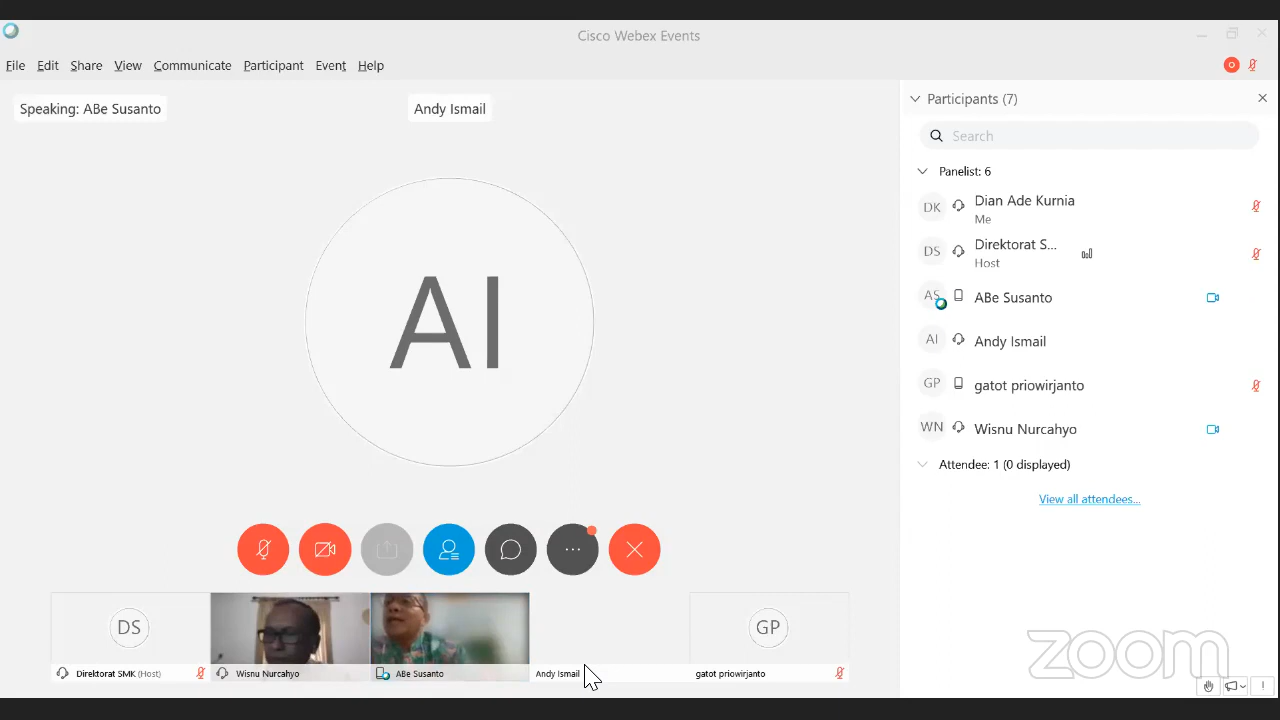 Cisco Webex Events
File Edit Share View Communicate Participant Event Help
Speaking: ABe Susanto
Andy Ismail
AI
Participants (7)
Search
Panelist: 6
DK Dian Ade Kurnia
Me
DS Direktorat S...
Host
AS ABe Susanto
AI Andy Ismail
GP gatot priowirjanto
WN Wisnu Nurcahyo
Attendee: 1 (0 displayed)
View all attendees...
DS
Direktorat SMK (Host)
Wisnu Nurcahyo
ABe Susanto
Andy Ismail
GP
gatot priowirjanto
zoom